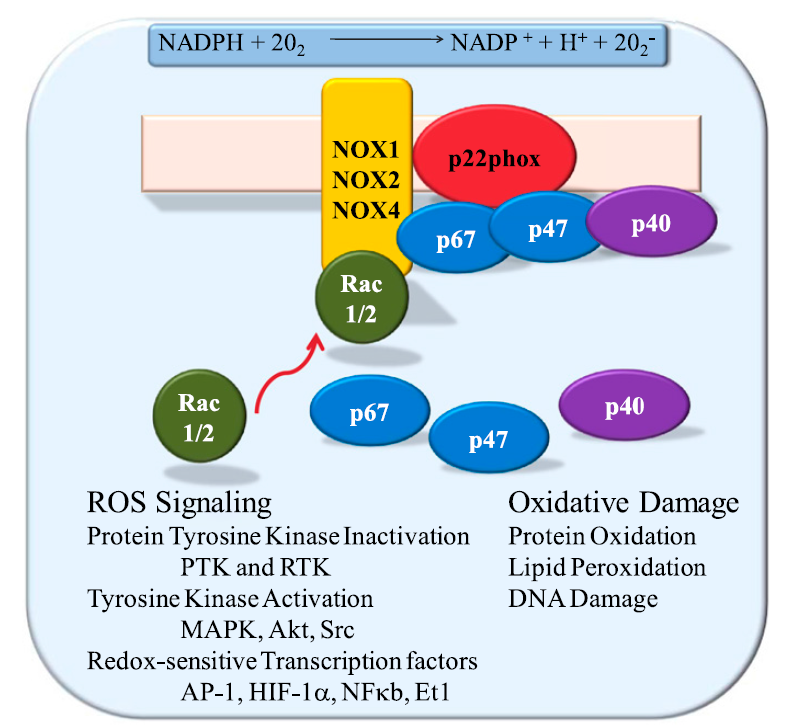 NADPH + 2O₂ ⟶ NADP⁺ + H⁺ + 2O₂⁻
NOX1
NOX2
NOX4
p22phox
p67
p47
p40
Rac
1/2
Rac
1/2
p67
p47
p40
ROS Signaling
Protein Tyrosine Kinase Inactivation
PTK and RTK
Tyrosine Kinase Activation
MAPK, Akt, Src
Redox-sensitive Transcription factors
AP-1, HIF-1α, NFκb, Et1
Oxidative Damage
Protein Oxidation
Lipid Peroxidation
DNA Damage